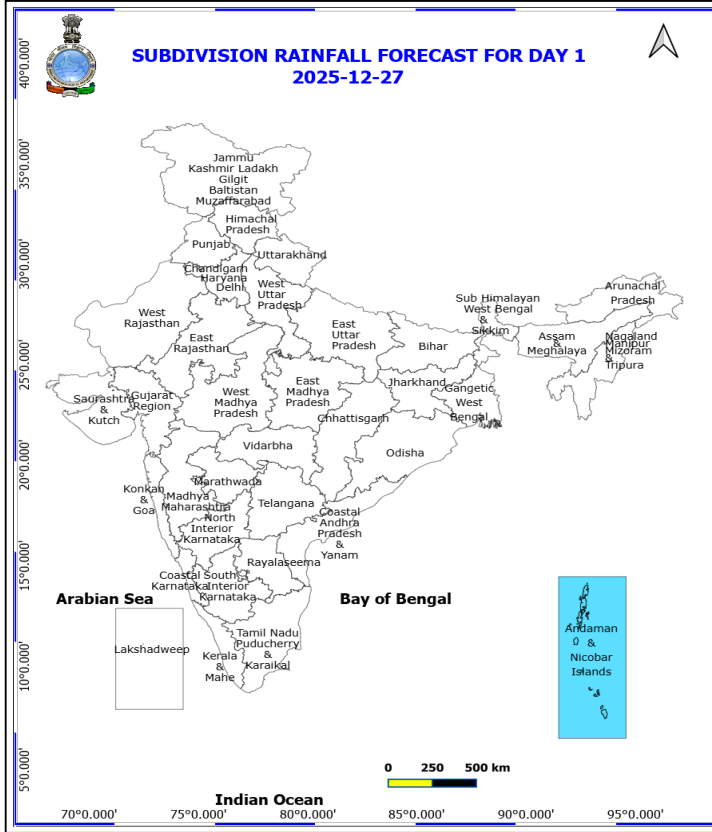 SUBDIVISION RAINFALL FORECAST FOR DAY 1
2025-12-27
40°0.000'
35°0.000'
30°0.000'
25°0.000'
20°0.000'
15°0.000'
10°0.000'
5°0.000'
Jammu
Kashmir Ladakh
Gilgit
Baltistan
Muzaffarabad
Himachal
Pradesh
Punjab
Uttarakhand
Chandigarh
Haryana
Delhi
West
Uttar
Pradesh
West
Rajasthan
East
Rajasthan
East
Uttar
Pradesh
Bihar
Sub Himalayan
West Bengal
&
Sikkim
Arunachal
Pradesh
Assam
&
Meghalaya
Nagaland
Manipur
Mizoram
&
Tripura
Saurashtra
&
Kutch
Gujarat
Region
West
Madhya
Pradesh
East
Madhya
Pradesh
Jharkhand
Gangetic
West
Bengal
Chhattisgarh
Odisha
Vidarbha
Konkan
&
Goa
Madhya
Maharashtra
Marathwada
Telangana
North
Interior
Karnataka
Coastal
Andhra
Pradesh
&
Yanam
Rayalaseema
Coastal
Karnataka
South
Interior
Karnataka
Arabian Sea
Bay of Bengal
Lakshadweep
Kerala
&
Mahe
Tamil Nadu
Puducherry
&
Karaikal
Andaman
&
Nicobar
Islands
0 250 500 km
Indian Ocean
70°0.000' 75°0.000' 80°0.000' 85°0.000' 90°0.000' 95°0.000'